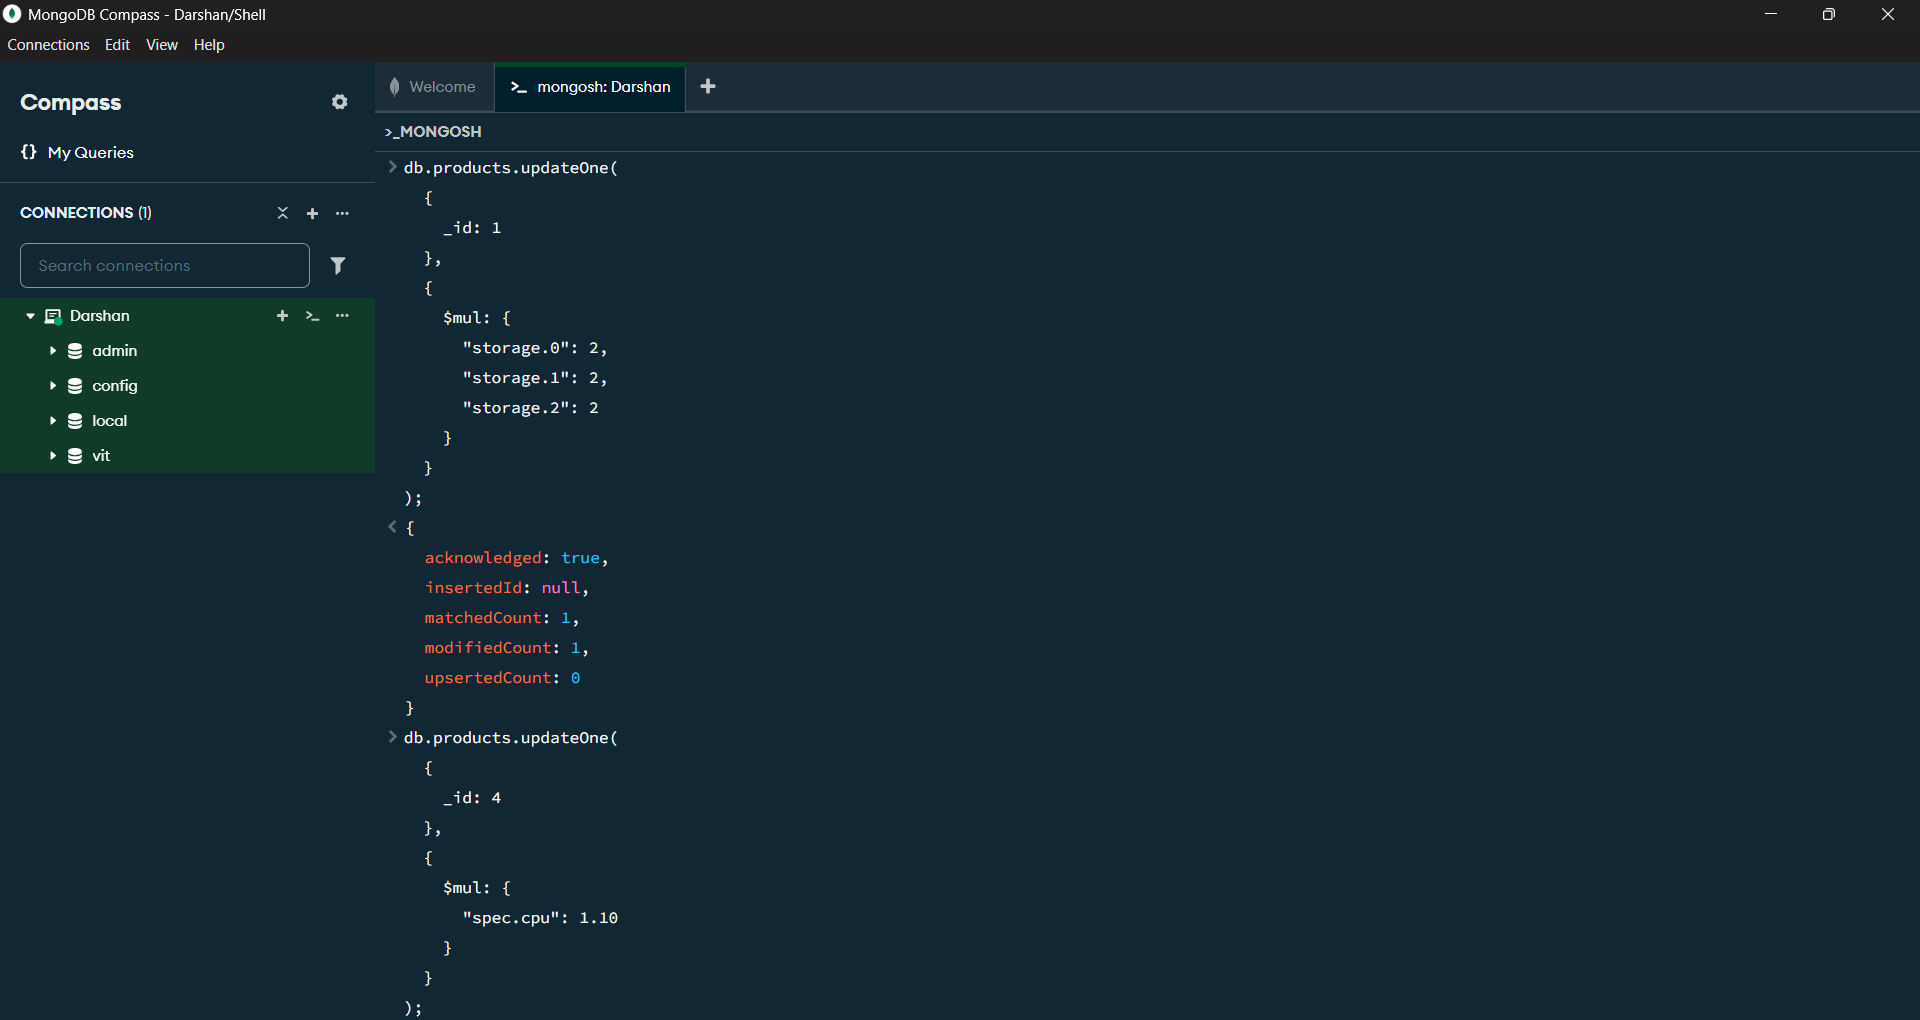 MongoDB Compass - Darshan/Shell
Connections Edit View Help
Compass
{} My Queries
CONNECTIONS (1)
Search connections
Darshan
admin
config
local
vit
Welcome
>_ mongosh: Darshan
>_MONGOSH
> db.products.updateOne(
{
_id: 1
},
{
$mul: {
"storage.0": 2,
"storage.1": 2,
"storage.2": 2
}
}
);
< {
acknowledged: true,
insertedId: null,
matchedCount: 1,
modifiedCount: 1,
upsertedCount: 0
}
> db.products.updateOne(
{
_id: 4
},
{
$mul: {
"spec.cpu": 1.10
}
}
);